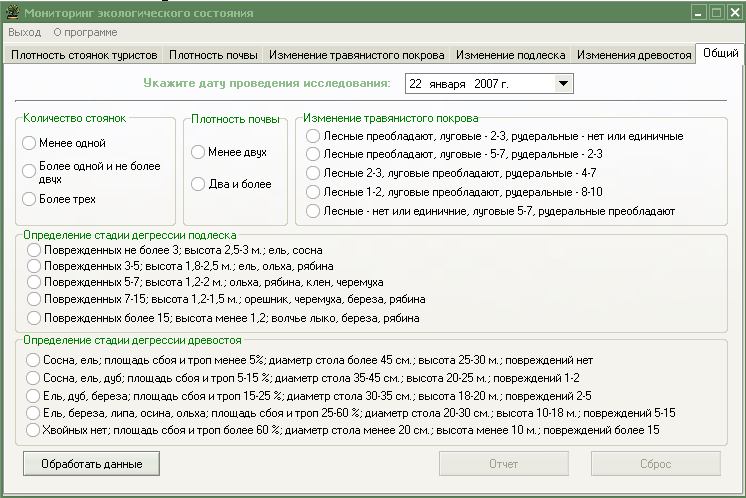 Мониторинг экологического состояния
Выход О программе
Плотность стоянок туристов Плотность почвы Изменение травянистого покрова Изменение подлеска Изменения древостоя Общий
Укажите дату проведения исследования: 22 января 2007 г.
Количество стоянок
Менее одной
Более одной и не более
двух
Более трех
Плотность почвы
Менее двух
Два и более
Изменение травянистого покрова
Лесные преобладают, луговые - 2-3, рудеральные - нет или единичные
Лесные преобладают, луговые - 5-7, рудеральные - 2-3
Лесные 2-3, луговые преобладают, рудеральные - 4-7
Лесные 1-2, луговые преобладают, рудеральные - 8-10
Лесные - нет или единичние, луговые 5-7, рудеральные преобладают
Определение стадии дегрессии подлеска
Поврежденных не более 3; высота 2,5-3 м.; ель, сосна
Поврежденных 3-5; высота 1,8-2,5 м.; ель, ольха, рябина
Поврежденных 5-7; высота 1,2-2 м.; ольха, рябина, клен, черемуха
Поврежденных 7-15; высота 1,2-1,5 м.; орешник, черемуха, береза, рябина
Поврежденных более 15; высота менее 1,2; волчье лыко, береза, рябина
Определение стадии дегрессии древостоя
Сосна, ель; площадь сбоя и троп менее 5%; диаметр стола более 45 см.; высота 25-30 м.; повреждений нет
Сосна, ель, дуб; площадь сбоя и троп 5-15 %; диаметр стола 35-45 см.; высота 20-25 м.; повреждений 1-2
Ель, дуб, береза; площадь сбоя и троп 15-25 %; диаметр стола 30-35 см.; высота 18-20 м.; повреждений 2-5
Ель, береза, липа, осина, ольха; площадь сбоя и троп 25-60 %; диаметр стола 20-30 см.; высота 10-18 м.; повреждений 5-15
Хвойных нет; площадь сбоя и троп более 60 %; диаметр стола менее 20 см.; высота менее 10 м.; повреждений более 15
Обработать данные Отчет Сброс